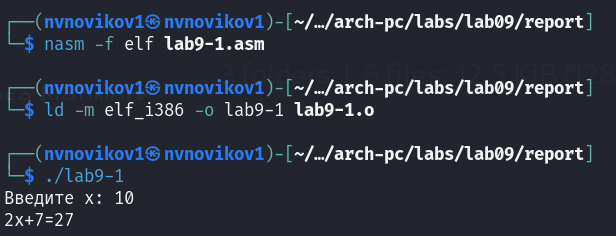 ┌──(nvnovikov1㉿nvnovikov1)-[~/…/arch-pc/labs/lab09/report]
└─$ nasm -f elf lab9-1.asm
┌──(nvnovikov1㉿nvnovikov1)-[~/…/arch-pc/labs/lab09/report]
└─$ ld -m elf_i386 -o lab9-1 lab9-1.o
┌──(nvnovikov1㉿nvnovikov1)-[~/…/arch-pc/labs/lab09/report]
└─$ ./lab9-1
Введите x: 10
2x+7=27